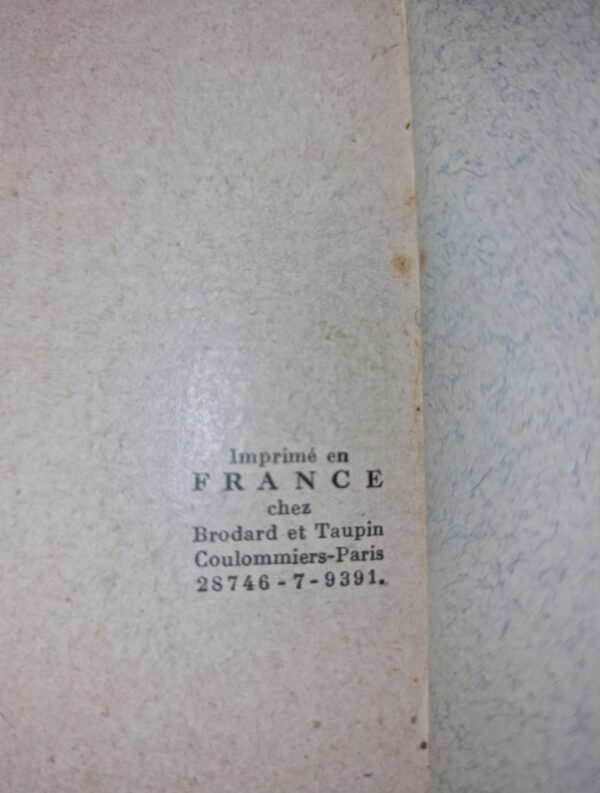 Imprimé en
FRANCE
chez
Brodard et Taupin
Coulommiers-Paris
28746-7-9391.